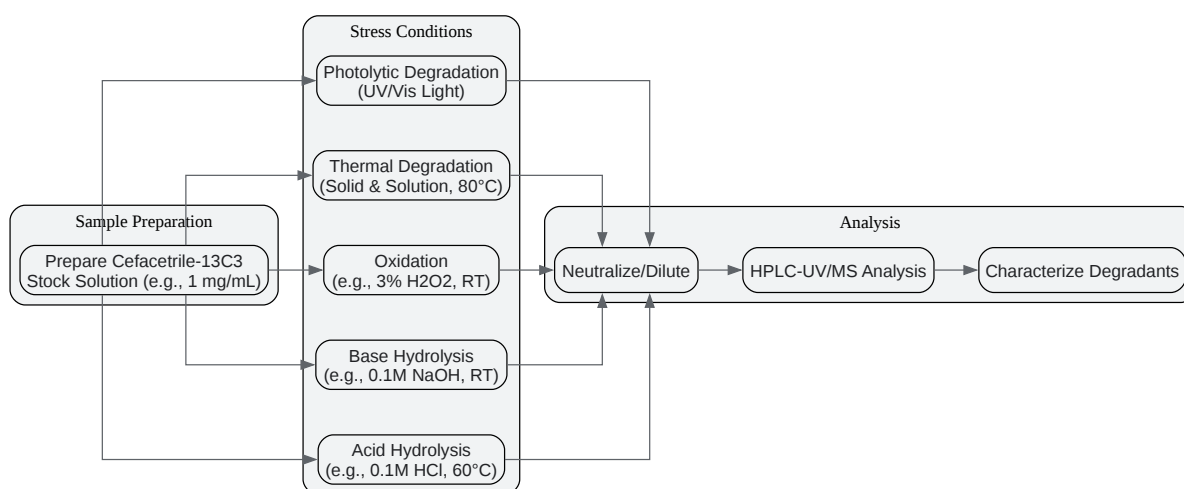 Stress Conditions
Photolytic Degradation
(UV/Vis Light)
Thermal Degradation
(Solid & Solution, 80°C)
Sample Preparation
Analysis
Prepare Cefacetrile-13C3
Stock Solution (e.g., 1 mg/mL)
Oxidation
(e.g., 3% H2O2, RT)
Neutralize/Dilute
HPLC-UV/MS Analysis
Characterize Degradants
Base Hydrolysis
(e.g., 0.1M NaOH, RT)
Acid Hydrolysis
(e.g., 0.1M HCl, 60°C)